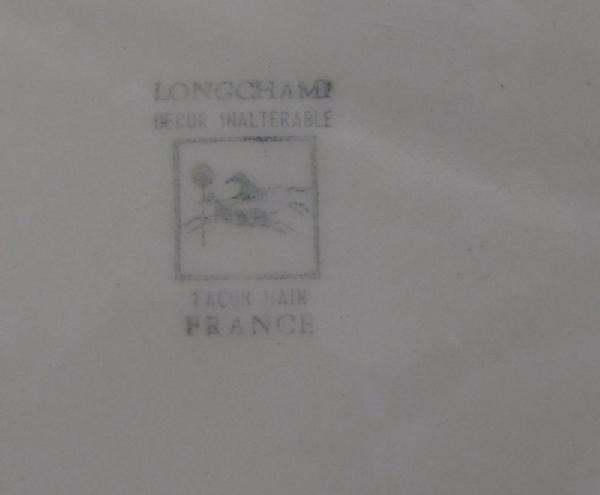 LONGCHAMP
DECOR INALTERABLE
FAÇON MAIN
FRANCE